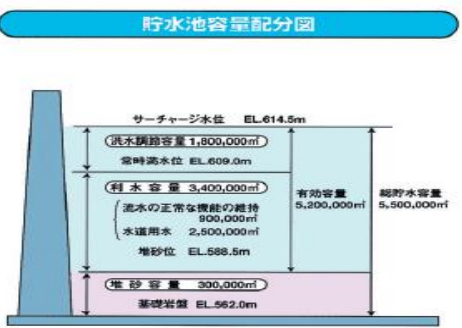 貯水池容量配分図
サーチャージ水位 EL.614.5m
洪水調節容量 1,800,000㎥
常時満水位 EL.609.0m
利水容量 3,400,000㎥
流水の正常な機能の維持
900,000㎥
水道用水 2,500,000㎥
堆砂位 EL.588.5m
有効容量
5,200,000㎥
総貯水容量
5,500,000㎥
堆砂容量 300,000㎥
基礎岩盤 EL.562.0m